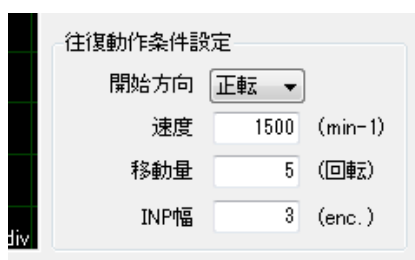 往復動作条件設定
開始方向 正転
速度 1500 (min-1)
移動量 5 (回転)
INP幅 3 (enc.)
div